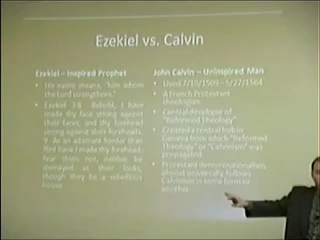 Ezekiel vs. Calvin
Ezekiel – Inspired Prophet
• His name means, "him whom
the Lord strengthens."
• Ezekiel 3:8 Behold, I have
made thy face strong against
their faces, and thy forehead
strong against their foreheads.
9 As an adamant harder than
flint have I made thy forehead:
fear them not, neither be
dismayed at their looks,
though they be a rebellious
house.
John Calvin – Uninspired Man
• Lived 7/10/1509 – 5/27/1564
• A French Protestant
theologian.
• Central developer of
"Reformed Theology"
• Created a central hub in
Geneva from which "Reformed
Theology" or "Calvinism" was
propagated
• Protestant denominationalism
almost universally follows
Calvinism in some form or
another